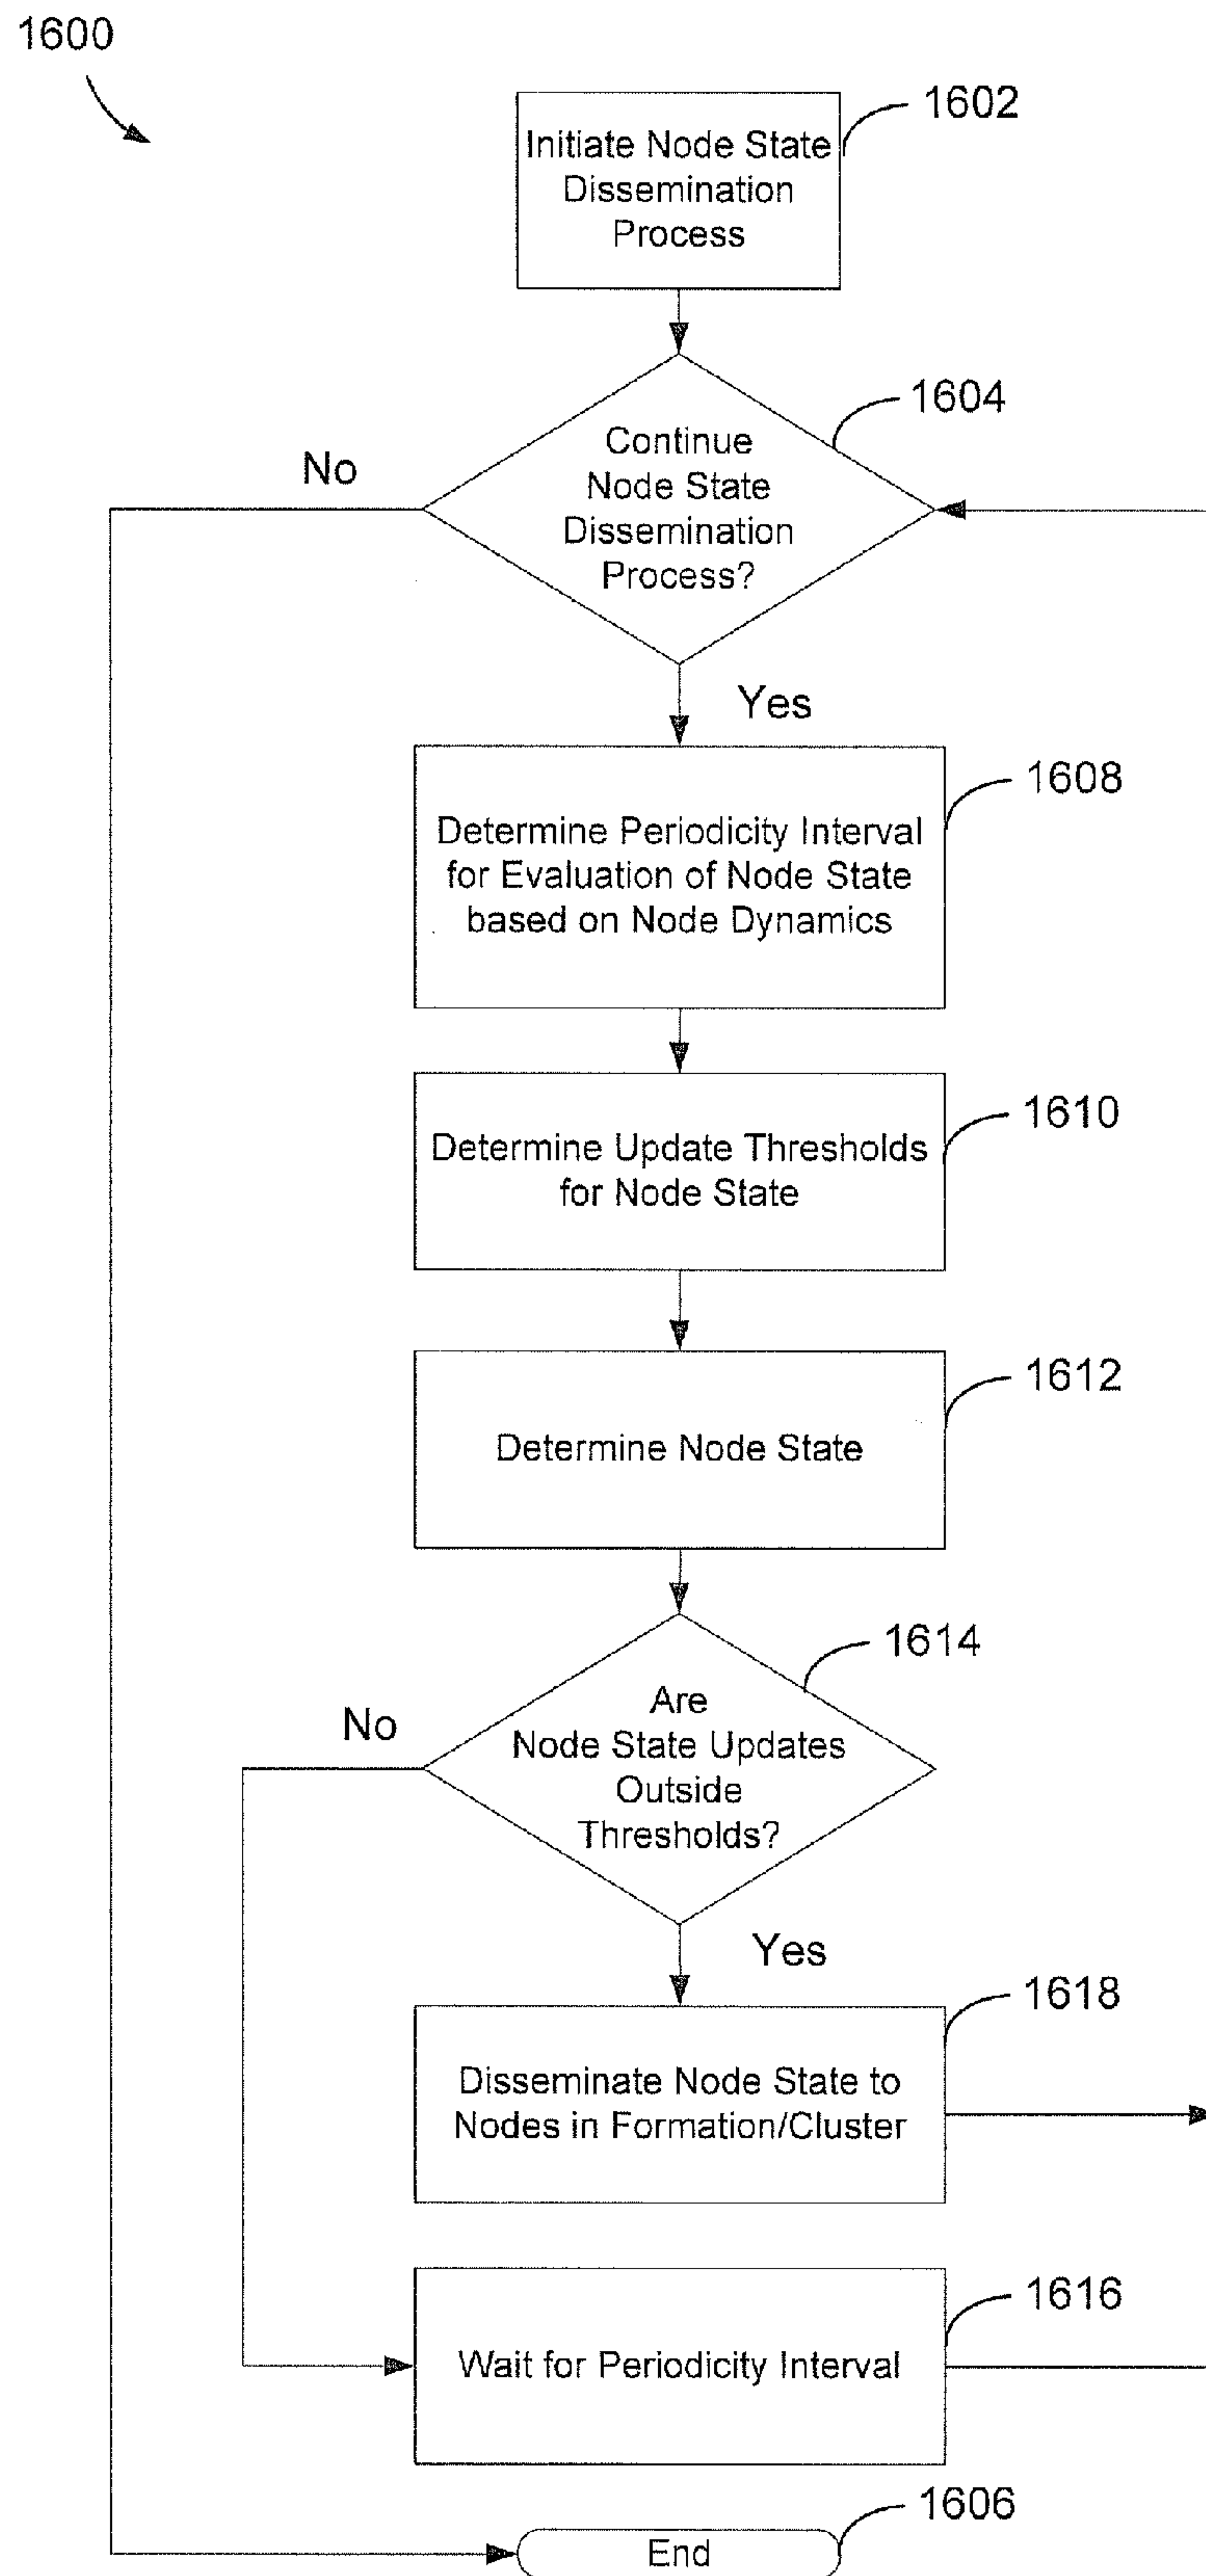 1600
1602
Initiate Node State
Dissemination
Process
1604
Continue
Node State
Dissemination
Process?
No
Yes
1608
Determine Periodicity Interval
for Evaluation of Node State
based on Node Dynamics
1610
Determine Update Thresholds
for Node State
1612
Determine Node State
1614
Are
Node State Updates
Outside
Thresholds?
No
Yes
1618
Disseminate Node State to
Nodes in Formation/Cluster
1616
Wait for Periodicity Interval
1606
End